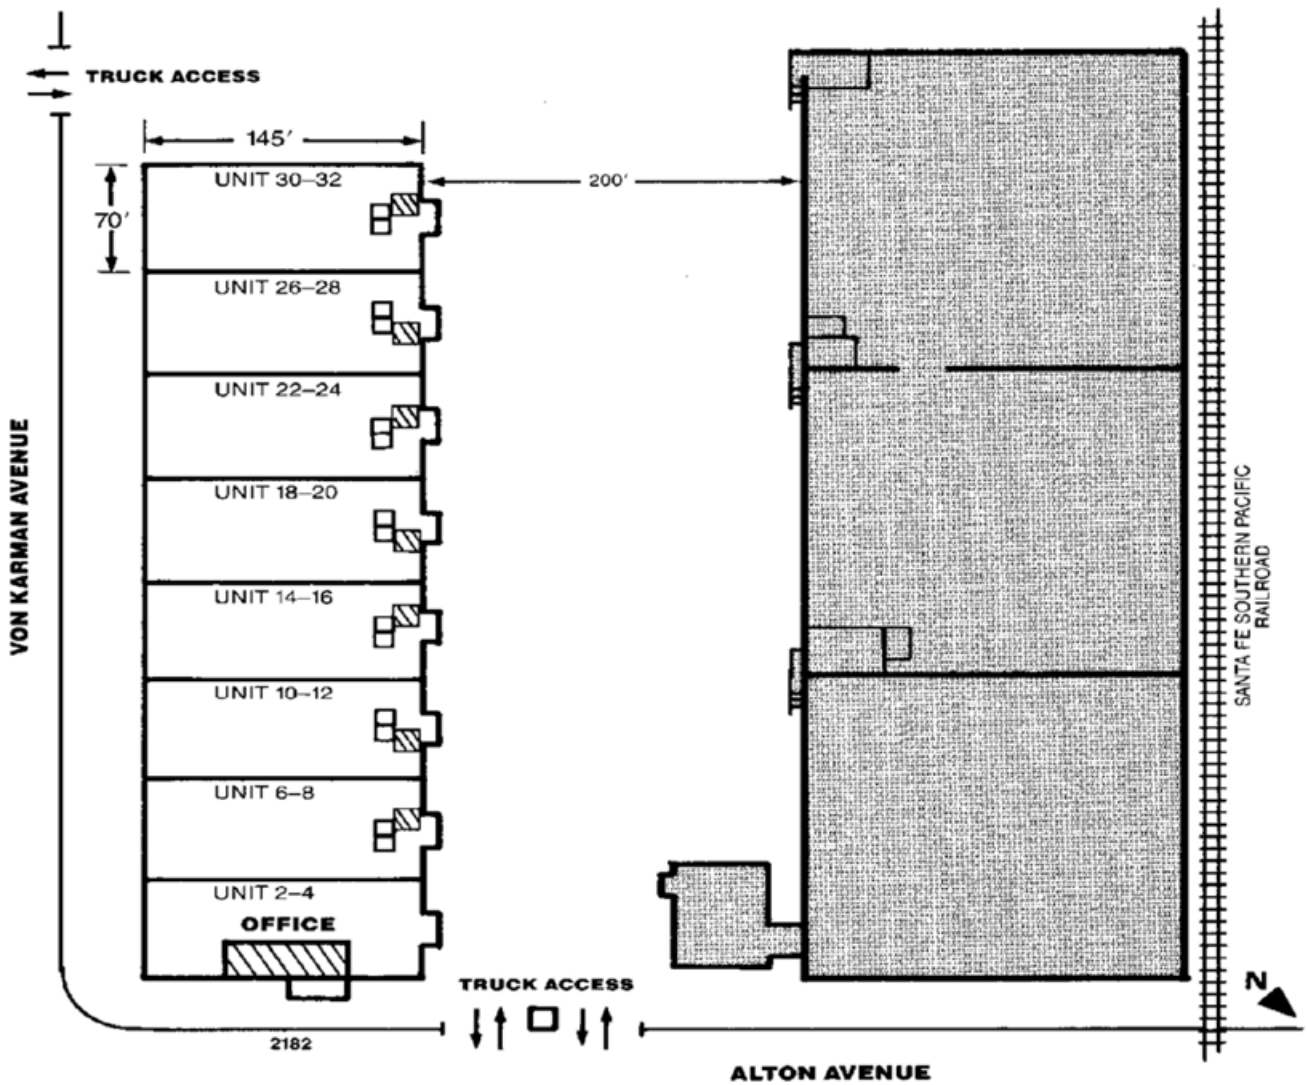 TRUCK ACCESS
145'
UNIT 30–32
200'
70'
UNIT 26–28
UNIT 22–24
VON KARMAN AVENUE
UNIT 18–20
SANTA FE SOUTHERN PACIFIC
RAILROAD
UNIT 14–16
UNIT 10–12
UNIT 6–8
UNIT 2–4
OFFICE
TRUCK ACCESS
N
2182
ALTON AVENUE